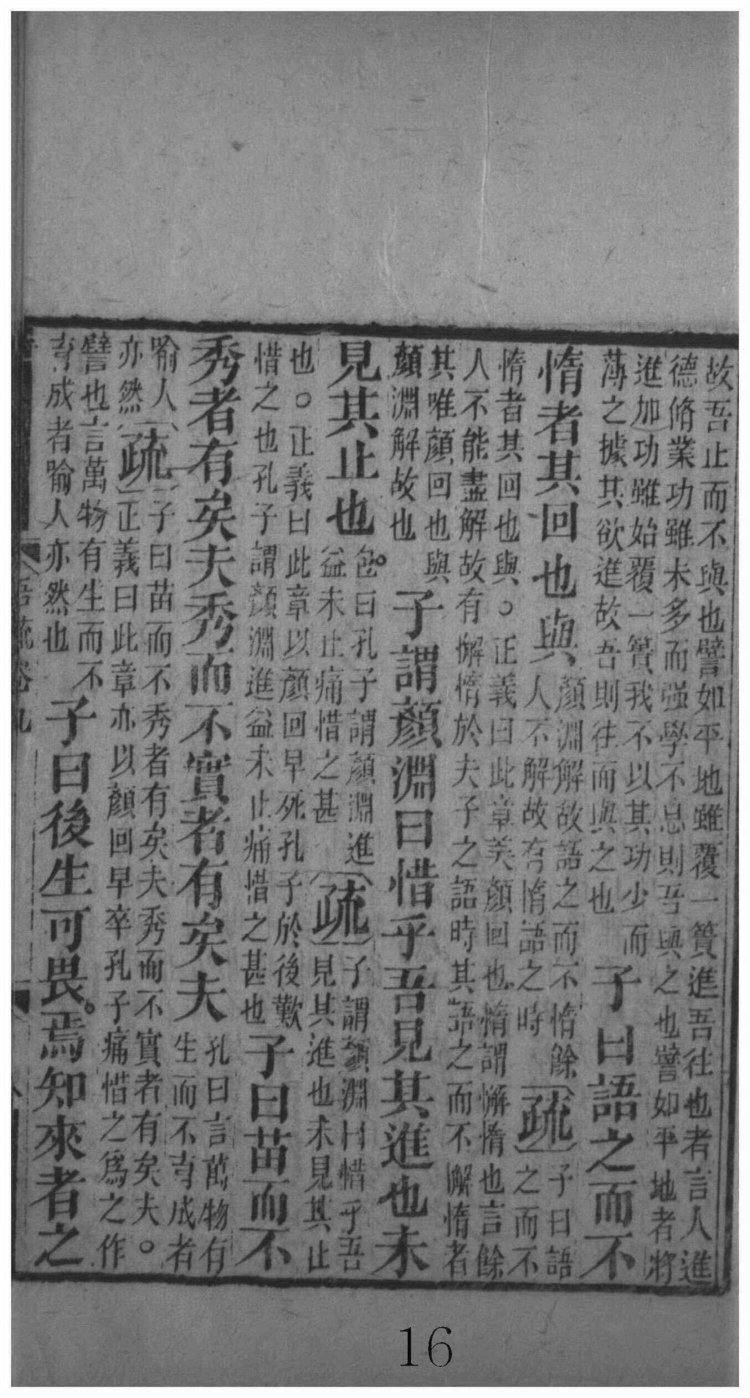 故吾止而不與也譬如平地雖覆一簣進吾往也者言人進
德脩業功雖未多而强學不息則吾與之也譬如平地者將
進加功雖始覆一簣我不以其功少而
薄之據其欲進故吾則往而與之也
子曰語之而不
惰者其回也與
顏淵解故語之而不惰餘
人不解故有惰語之時
疏
子曰語
之而不
惰者其回也與○正義曰此章美顏回也惰謂懈惰也言餘
人不能盡解故有懈惰於夫子之語時其語之而不懈惰者
其唯顏回也與
顏淵解故也
子謂顏淵曰惜乎吾見其進也未
見其止也
包曰孔子謂顏淵進
益未止痛惜之甚
疏
子謂顏淵曰惜乎吾
見其進也未見其止
也○正義曰此章以顏回早死孔子於後歎
惜之也孔子謂顏淵進益未止痛惜之甚也
子曰苗而不
秀者有矣夫秀而不實者有矣夫
孔曰言萬物有
生而不育成者
喻人
亦然
疏
子曰苗而不秀者有矣夫秀而不實者有矣夫○
正義曰此章亦以顏回早卒孔子痛惜之爲之作
譬也言萬物有生而不
育成者喻人亦然也
子曰後生可畏焉知來者之
語疏卷九
16